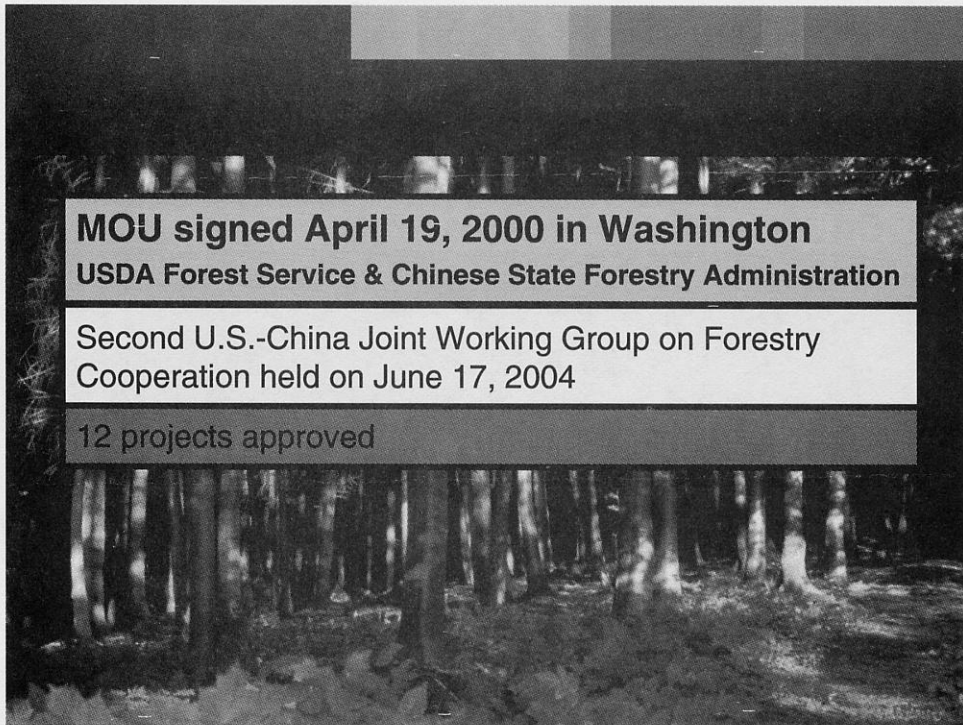 MOU signed April 19, 2000 in Washington
USDA Forest Service & Chinese State Forestry Administration
Second U.S.-China Joint Working Group on Forestry
Cooperation held on June 17, 2004
12 projects approved